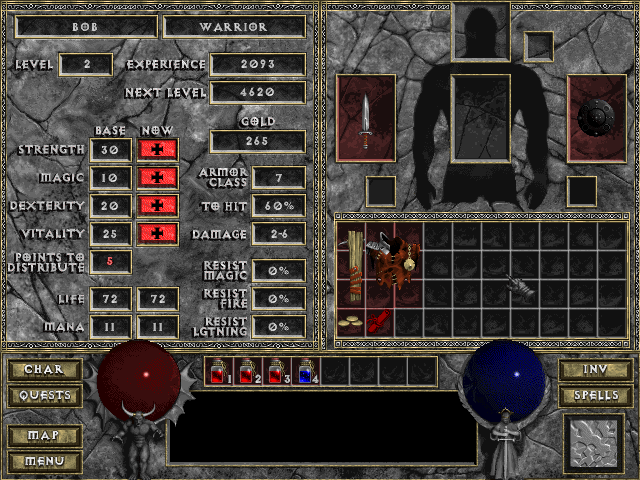 BOB WARRIOR
LEVEL 2 EXPERIENCE 2093
NEXT LEVEL 4620
GOLD
265
BASE NOW
STRENGTH 30
MAGIC 10
DEXTERITY 20
VITALITY 25
POINTS TO
DISTRIBUTE 5
ARMOR
CLASS 7
TO HIT 60%
DAMAGE 2-6
RESIST
MAGIC 0%
RESIST
FIRE 0%
RESIST
LGTNING 0%
LIFE 72 72
MANA 11 11
CHAR
QUESTS
MAP
MENU
1 2 3 4
INV
SPELLS